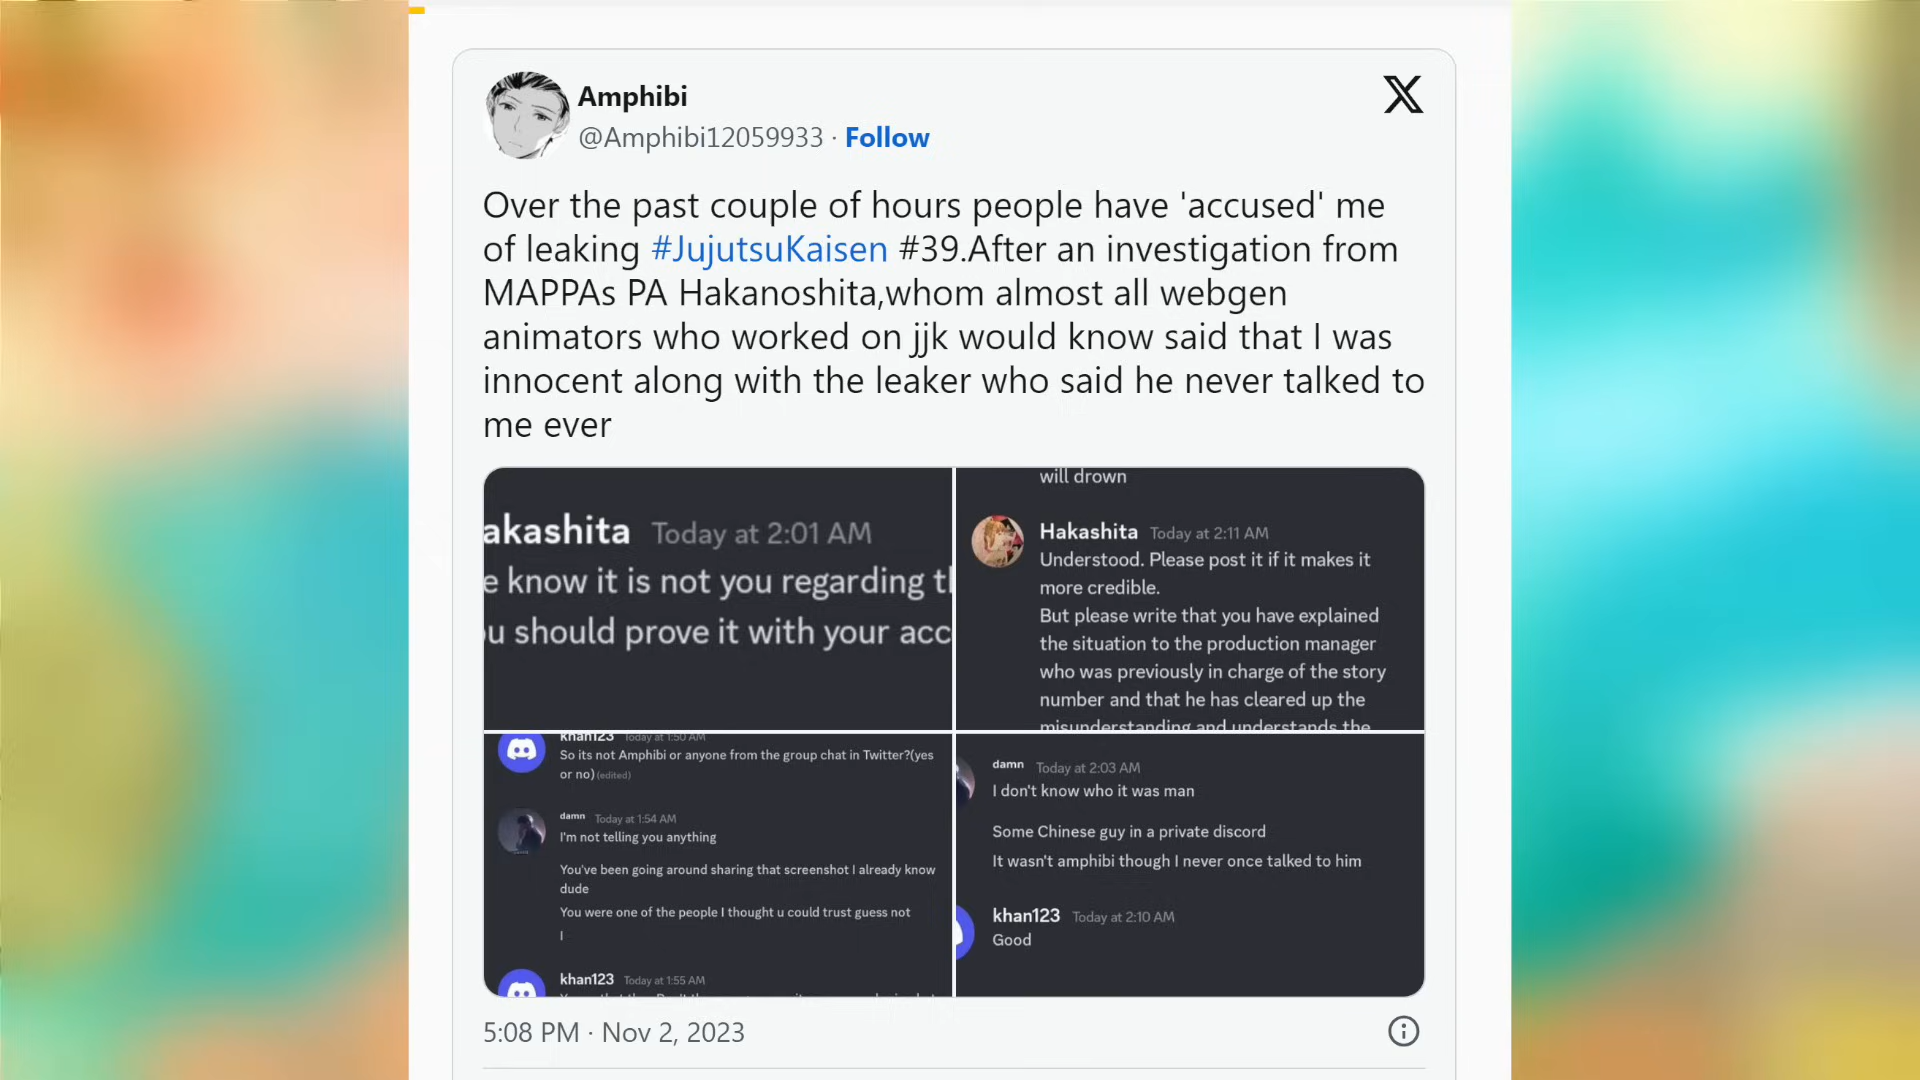 Amphibi
@Amphibi12059933 · Follow
Over the past couple of hours people have 'accused' me
of leaking #JujutsuKaisen #39.After an investigation from
MAPPAs PA Hakanoshita,whom almost all webgen
animators who worked on jjk would know said that I was
innocent along with the leaker who said he never talked to
me ever
akashita Today at 2:01 AM
e know it is not you regarding
u should prove it with your acc
will drown
Hakashita Today at 2:11 AM
Understood. Please post it if it makes it
more credible.
But please write that you have explained
the situation to the production manager
who was previously in charge of the story
number and that he has cleared up the
misunderstanding and understands the
khan123 Today at 1:50 AM
So its not Amphibi or anyone from the group chat in Twitter?(yes
or no) (edited)
damn Today at 1:54 AM
I'm not telling you anything
You've been going around sharing that screenshot I already know
dude
You were one of the people I thought u could trust guess not
I
khan123 Today at 1:55 AM
damn Today at 2:03 AM
I don't know who it was man
Some Chinese guy in a private discord
It wasn't amphibi though I never once talked to him
khan123 Today at 2:10 AM
Good
5:08 PM · Nov 2, 2023